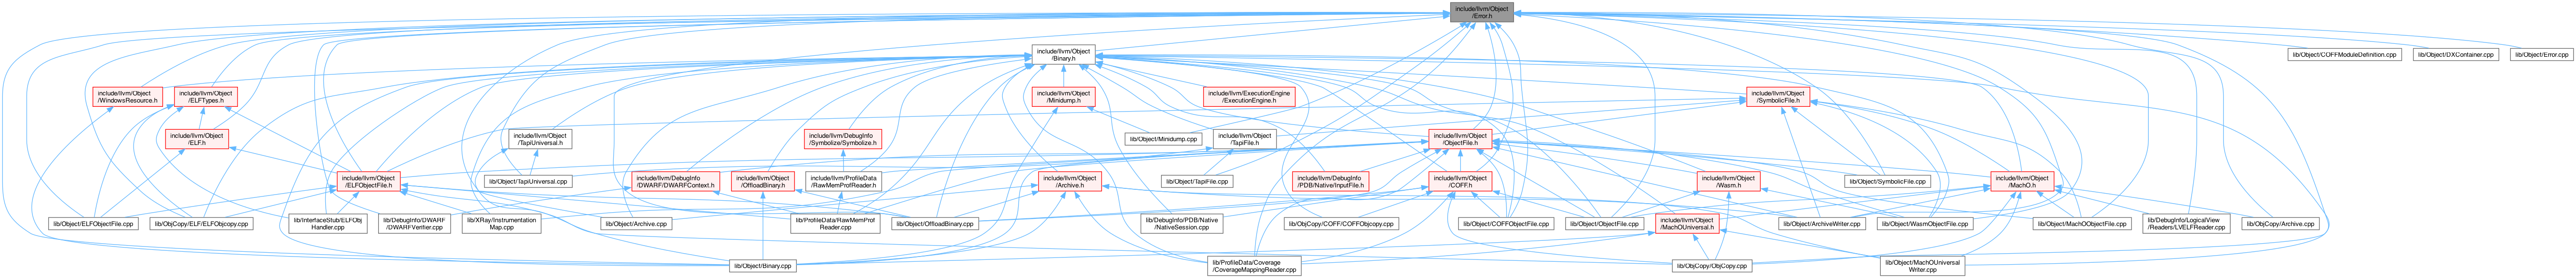 include/llvm/Object
/Error.h
include/llvm/Object
/Binary.h
lib/Object/COFFModuleDefinition.cpp
lib/Object/DXContainer.cpp
lib/Object/Error.cpp
include/llvm/Object
/WindowsResource.h
include/llvm/Object
/ELFTypes.h
include/llvm/Object
/Minidump.h
include/llvm/ExecutionEngine
/ExecutionEngine.h
include/llvm/Object
/SymbolicFile.h
include/llvm/Object
/ELF.h
include/llvm/Object
/TapiUniversal.h
include/llvm/DebugInfo
/Symbolize/Symbolize.h
lib/Object/Minidump.cpp
include/llvm/Object
/TapiFile.h
include/llvm/Object
/ObjectFile.h
include/llvm/Object
/ELFObjectFile.h
lib/Object/TapiUniversal.cpp
include/llvm/DebugInfo
/DWARF/DWARFContext.h
include/llvm/Object
/OffloadBinary.h
include/llvm/ProfileData
/RawMemProfReader.h
include/llvm/Object
/Archive.h
lib/Object/TapiFile.cpp
include/llvm/DebugInfo
/PDB/Native/InputFile.h
include/llvm/Object
/COFF.h
include/llvm/Object
/Wasm.h
lib/Object/SymbolicFile.cpp
include/llvm/Object
/MachO.h
lib/Object/ELFObjectFile.cpp
lib/ObjCopy/ELF/ELFObjcopy.cpp
lib/InterfaceStub/ELFObj
Handler.cpp
lib/DebugInfo/DWARF
/DWARFVerifier.cpp
lib/XRay/Instrumentation
Map.cpp
lib/Object/Archive.cpp
lib/ProfileData/RawMemProf
Reader.cpp
lib/Object/OffloadBinary.cpp
lib/DebugInfo/PDB/Native
/NativeSession.cpp
lib/ObjCopy/COFF/COFFObjcopy.cpp
lib/Object/COFFObjectFile.cpp
lib/Object/ObjectFile.cpp
include/llvm/Object
/MachOUniversal.h
lib/Object/ArchiveWriter.cpp
lib/Object/WasmObjectFile.cpp
lib/Object/MachOObjectFile.cpp
lib/DebugInfo/LogicalView
/Readers/LVELFReader.cpp
lib/ObjCopy/Archive.cpp
lib/Object/Binary.cpp
lib/ProfileData/Coverage
/CoverageMappingReader.cpp
lib/ObjCopy/ObjCopy.cpp
lib/Object/MachOUniversal
Writer.cpp